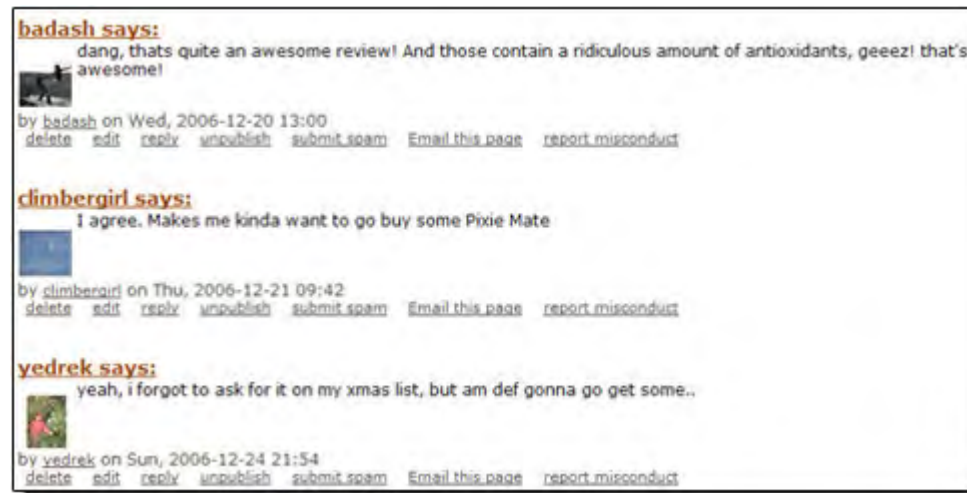 badash says:
dang, thats quite an awesome review! And those contain a ridiculous amount of antioxidants, geeez! that's
awesome!
by badash on Wed, 2006-12-20 13:00
delete edit reply unpublish submit spam Email this page report misconduct
climbergirl says:
I agree. Makes me kinda want to go buy some Pixie Mate
by climbergirl on Thu, 2006-12-21 09:42
delete edit reply unpublish submit spam Email this page report misconduct
yedrek says:
yeah, i forgot to ask for it on my xmas list, but am def gonna go get some..
by yedrek on Sun, 2006-12-24 21:54
delete edit reply unpublish submit spam Email this page report misconduct